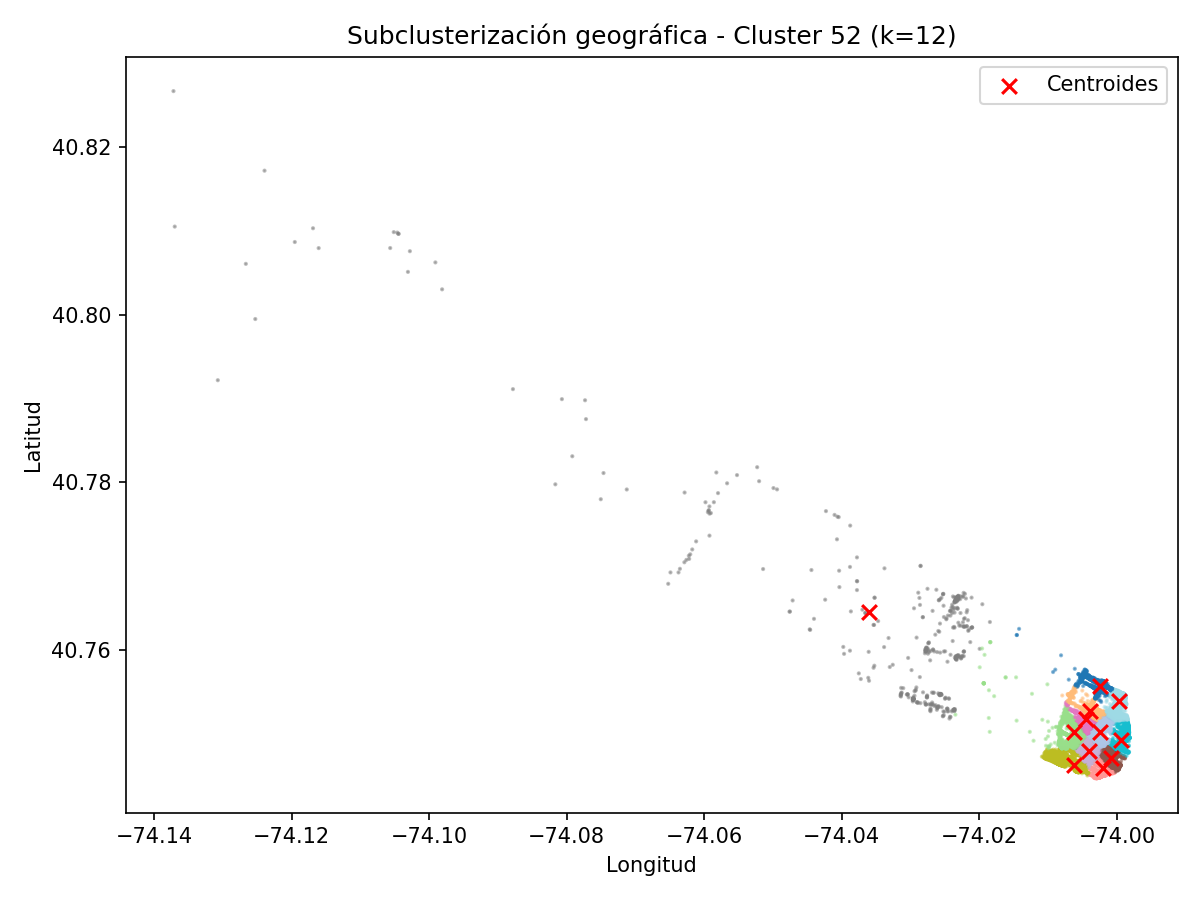 Subclusterización geográfica - Cluster 52 (k=12)
Centroides
40.82
40.80
40.78
40.76
Latitud
−74.14 −74.12 −74.10 −74.08 −74.06 −74.04 −74.02 −74.00
Longitud